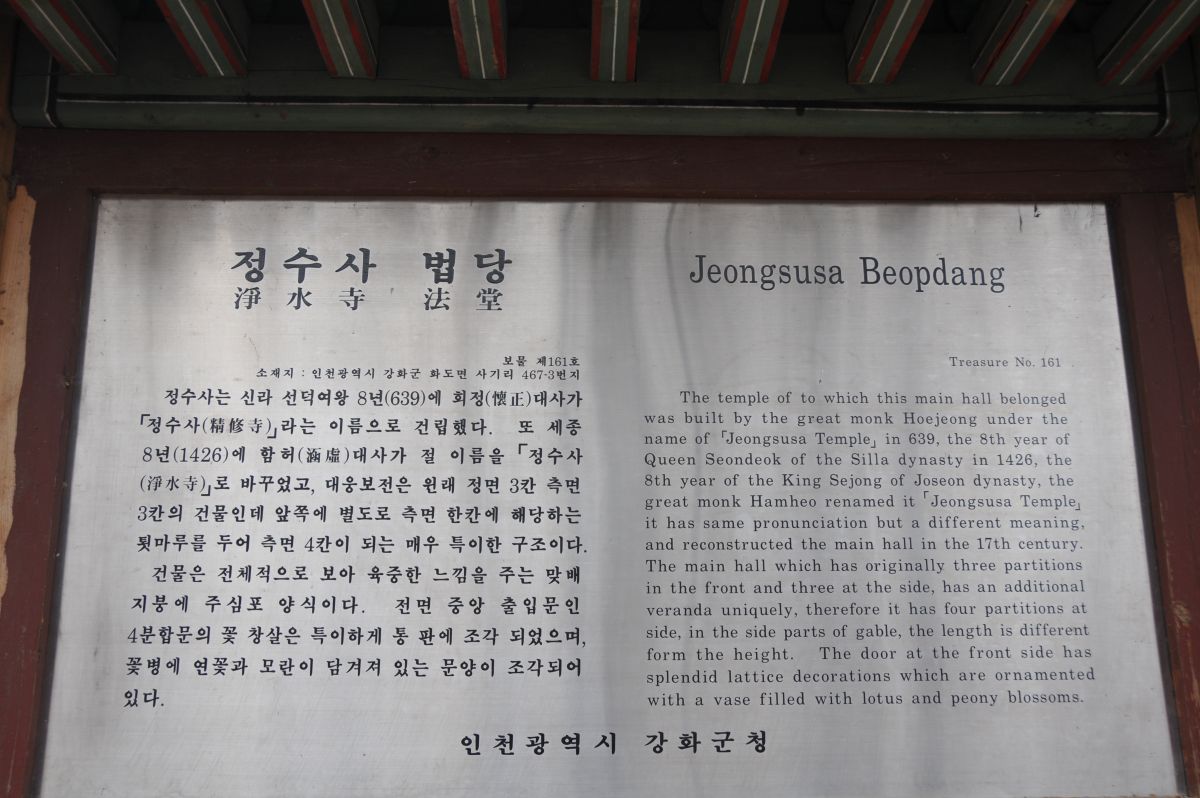 정수사 법당
淨水寺 法堂
보물 제161호
소재지 : 인천광역시 강화군 화도면 사기리 467-3번지
정수사는 신라 선덕여왕 8년(639)에 회정(懷正)대사가
「정수사(精修寺)」라는 이름으로 건립했다. 또 세종
8년(1426)에 함허(涵虛)대사가 절 이름을 「정수사
(淨水寺)」로 바꾸었고, 대웅보전은 원래 정면 3칸 측면
3칸의 건물인데 앞쪽에 별도로 측면 한칸에 해당하는
툇마루를 두어 측면 4칸이 되는 매우 특이한 구조이다.
건물은 전체적으로 보아 육중한 느낌을 주는 맞배
지붕에 주심포 양식이다. 전면 중앙 출입문인
4분합문의 꽃 창살은 특이하게 통 판에 조각 되었으며,
꽃병에 연꽃과 모란이 담겨져 있는 문양이 조각되어
있다.
Jeongsusa Beopdang
Treasure No. 161
The temple of to which this main hall belonged
was built by the great monk Hoejeong under the
name of「Jeongsusa Temple」in 639, the 8th year of
Queen Seondeok of the Silla dynasty in 1426, the
8th year of the King Sejong of Joseon dynasty, the
great monk Hamheo renamed it「Jeongsusa Temple」
it has same pronunciation but a different meaning,
and reconstructed the main hall in the 17th century.
The main hall which has originally three partitions
in the front and three at the side, has an additional
veranda uniquely, therefore it has four partitions at
side, in the side parts of gable, the length is different
form the height. The door at the front side has
splendid lattice decorations which are ornamented
with a vase filled with lotus and peony blossoms.
인천광역시 강화군청